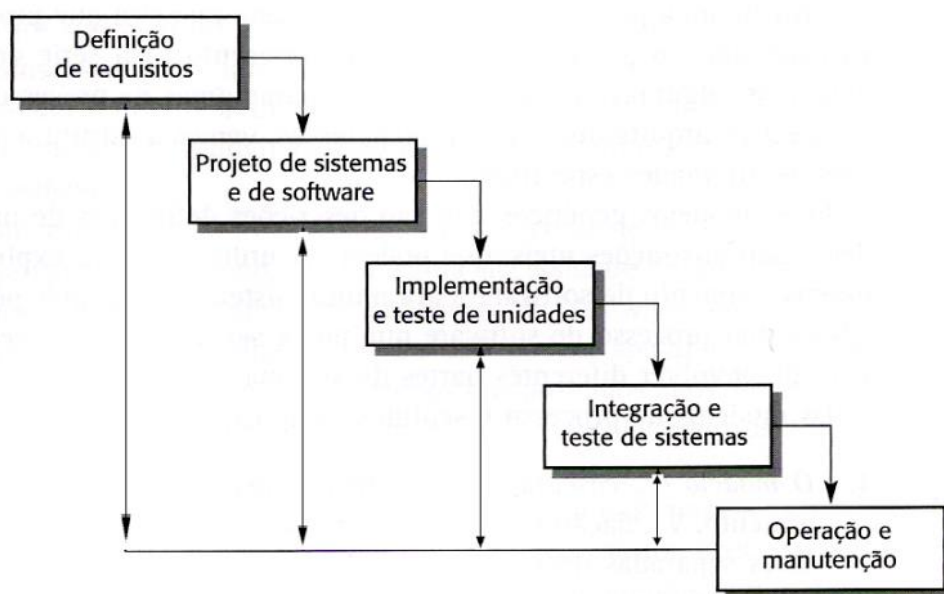 Definição
de requisitos
Projeto de sistemas
e de software
Implementação
e teste de unidades
Integração e
teste de sistemas
Operação e
manutenção